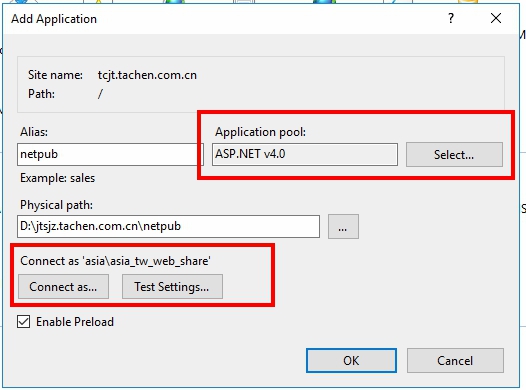 Add Application
?
Site name: tcjt.tachen.com.cn
Path: /
Alias:
Application pool:
netpub
ASP.NET v4.0
Select...
Example: sales
Physical path:
D:\jtsjz.tachen.com.cn\netpub
...
Connect as 'asia\asia_tw_web_share'
Connect as...
Test Settings...
Enable Preload
OK
Cancel